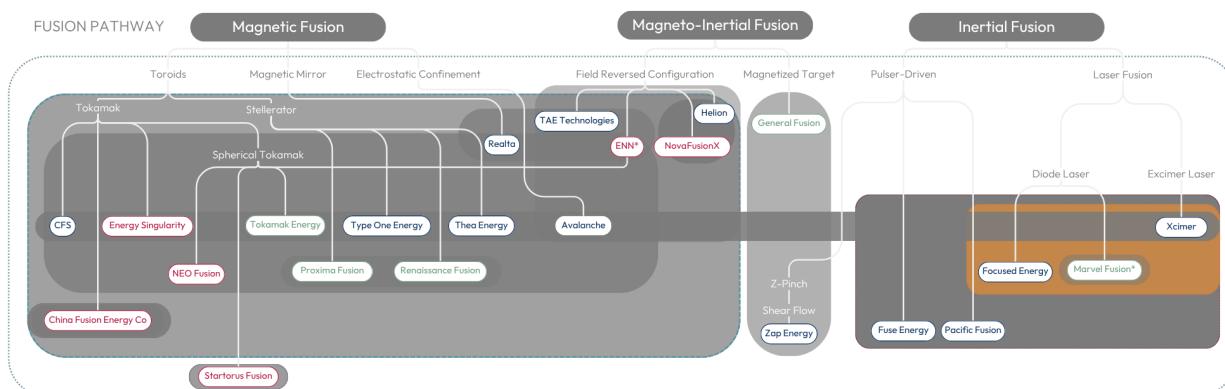 FUSION PATHWAY
Magnetic Fusion
Magneto-Inertial Fusion
Inertial Fusion
Toroids
Magnetic Mirror
Electrostatic Confinement
Field Reversed Configuration
Magnetized Target
Pulser-Driven
Laser Fusion
Tokamak
Stellerator
Helion
TAE Technologies
General Fusion
Realta
ENN*
NovaFusionX
Spherical Tokamak
Diode Laser
Excimer Laser
CFS
Energy Singularity
Tokamak Energy
Type One Energy
Thea Energy
Avalanche
Xcimer
NEO Fusion
Proxima Fusion
Renaissance Fusion
Focused Energy
Marvel Fusion*
Z-Pinch
Shear Flow
China Fusion Energy Co
Zap Energy
Fuse Energy
Pacific Fusion
Startorus Fusion